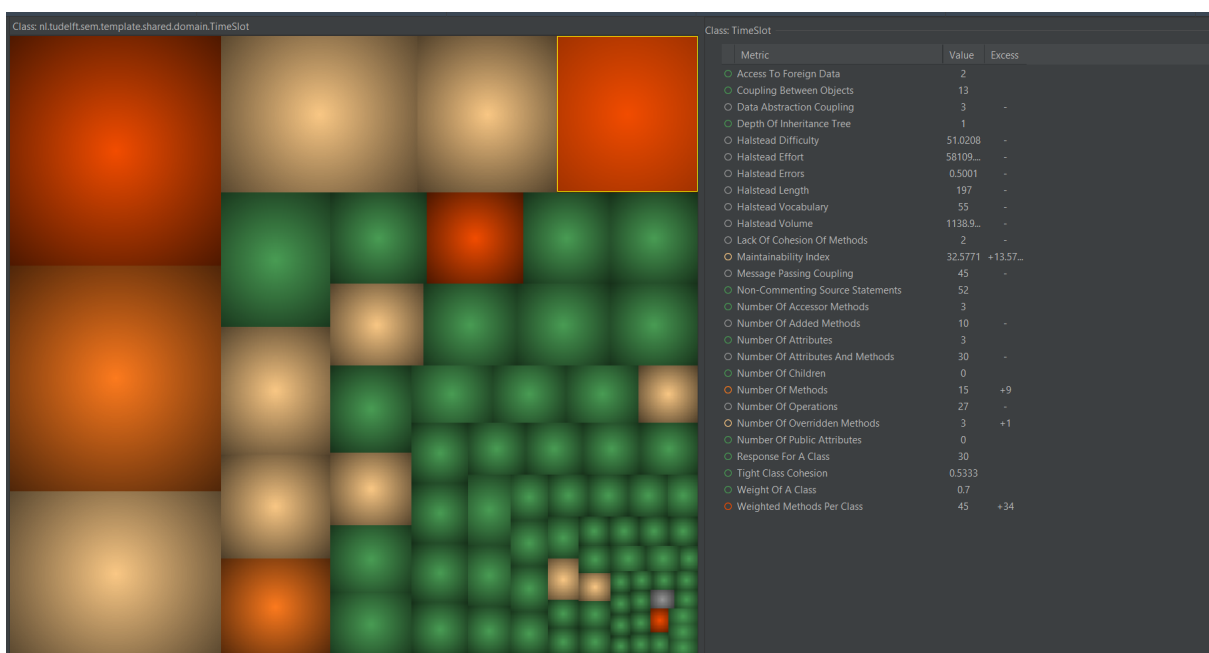 Class: nl.tudelft.sem.template.shared.domain.TimeSlot
Class: TimeSlot
Metric Value Excess
Access To Foreign Data 2
Coupling Between Objects 13
Data Abstraction Coupling 3 -
Depth Of Inheritance Tree 1
Halstead Difficulty 51.0208 -
Halstead Effort 58109... -
Halstead Errors 0.5001 -
Halstead Length 197 -
Halstead Vocabulary 55 -
Halstead Volume 1138.9... -
Lack Of Cohesion Of Methods 2 -
Maintainability Index 32.5771 +13.57...
Message Passing Coupling 45 -
Non-Commenting Source Statements 52
Number Of Accessor Methods 3
Number Of Added Methods 10 -
Number Of Attributes 3
Number Of Attributes And Methods 30 -
Number Of Children 0
Number Of Methods 15 +9
Number Of Operations 27 -
Number Of Overridden Methods 3 +1
Number Of Public Attributes 0
Response For A Class 30
Tight Class Cohesion 0.5333
Weight Of A Class 0.7
Weighted Methods Per Class 45 +34